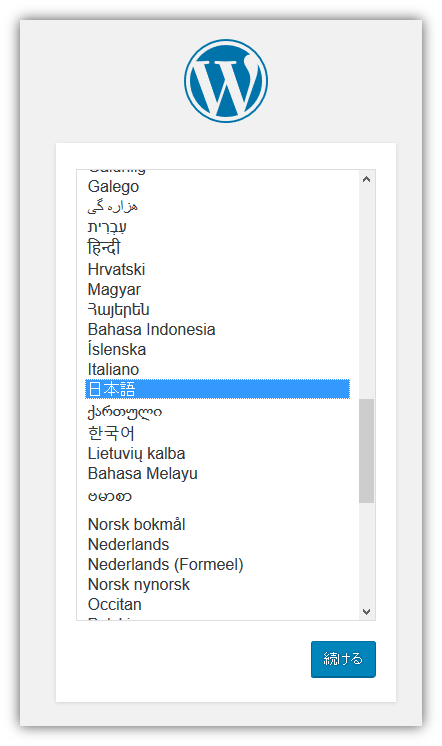 Galego
هزاره گی
עִבְרִית
हिन्दी
Hrvatski
Magyar
Հայերեն
Bahasa Indonesia
Íslenska
Italiano
日本語
ქართული
한국어
Lietuvių kalba
Bahasa Melayu
ဗမာစာ
Norsk bokmål
Nederlands
Nederlands (Formeel)
Norsk nynorsk
Occitan
続ける